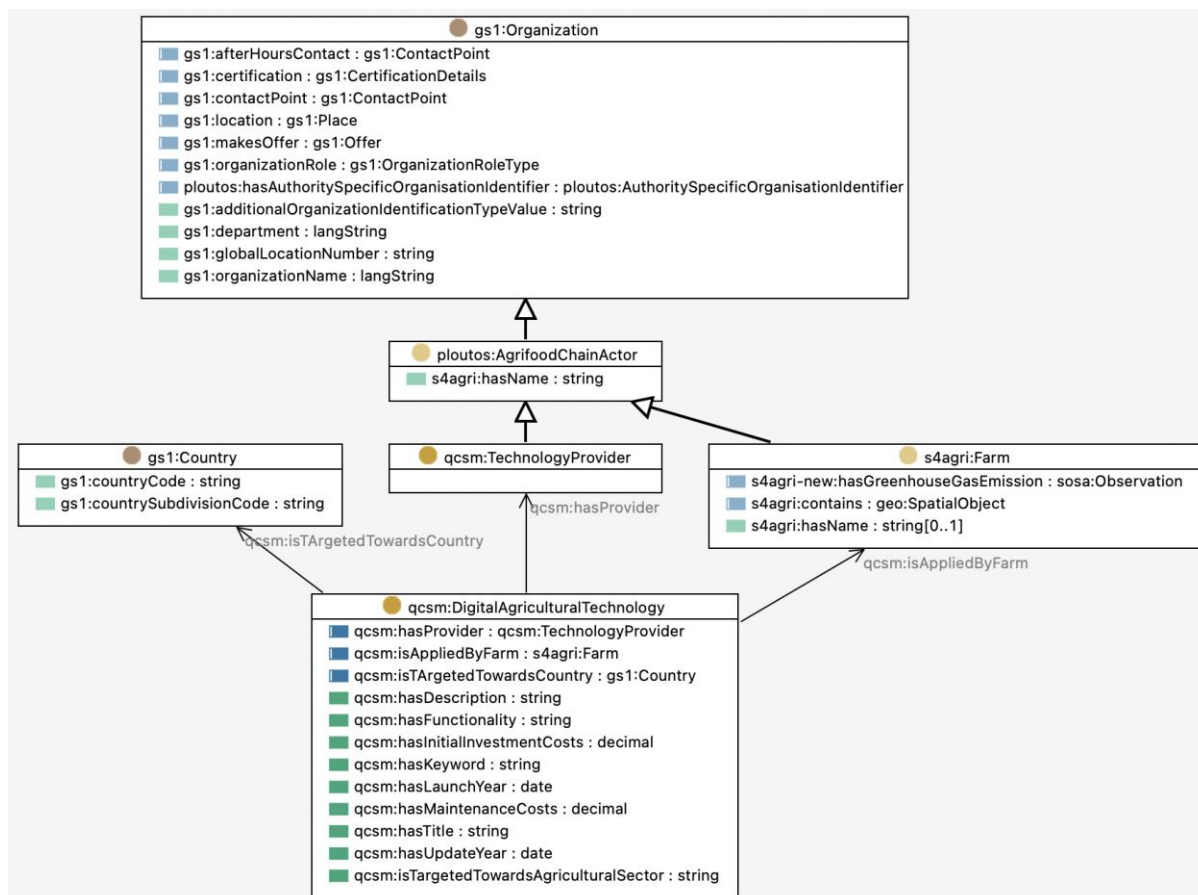 gs1:Organization
gs1:afterHoursContact : gs1:ContactPoint
gs1:certification : gs1:CertificationDetails
gs1:contactPoint : gs1:ContactPoint
gs1:location : gs1:Place
gs1:makesOffer : gs1:Offer
gs1:organizationRole : gs1:OrganizationRoleType
ploutos:hasAuthoritySpecificOrganisationIdentifier : ploutos:AuthoritySpecificOrganisationIdentifier
gs1:additionalOrganizationIdentificationTypeValue : string
gs1:department : langString
gs1:globalLocationNumber : string
gs1:organizationName : langString
ploutos:AgrifoodChainActor
s4agri:hasName : string
gs1:Country
gs1:countryCode : string
gs1:countrySubdivisionCode : string
qcsm:TechnologyProvider
s4agri:Farm
s4agri-new:hasGreenhouseGasEmission : sosa:Observation
s4agri:contains : geo:SpatialObject
s4agri:hasName : string[0..1]
qcsm:hasProvider
qcsm:isTArgetedTowardsCountry
qcsm:isAppliedByFarm
qcsm:DigitalAgriculturalTechnology
qcsm:hasProvider : qcsm:TechnologyProvider
qcsm:isAppliedByFarm : s4agri:Farm
qcsm:isTArgetedTowardsCountry : gs1:Country
qcsm:hasDescription : string
qcsm:hasFunctionality : string
qcsm:hasInitialInvestmentCosts : decimal
qcsm:hasKeyword : string
qcsm:hasLaunchYear : date
qcsm:hasMaintenanceCosts : decimal
qcsm:hasTitle : string
qcsm:hasUpdateYear : date
qcsm:isTargetedTowardsAgriculturalSector : string